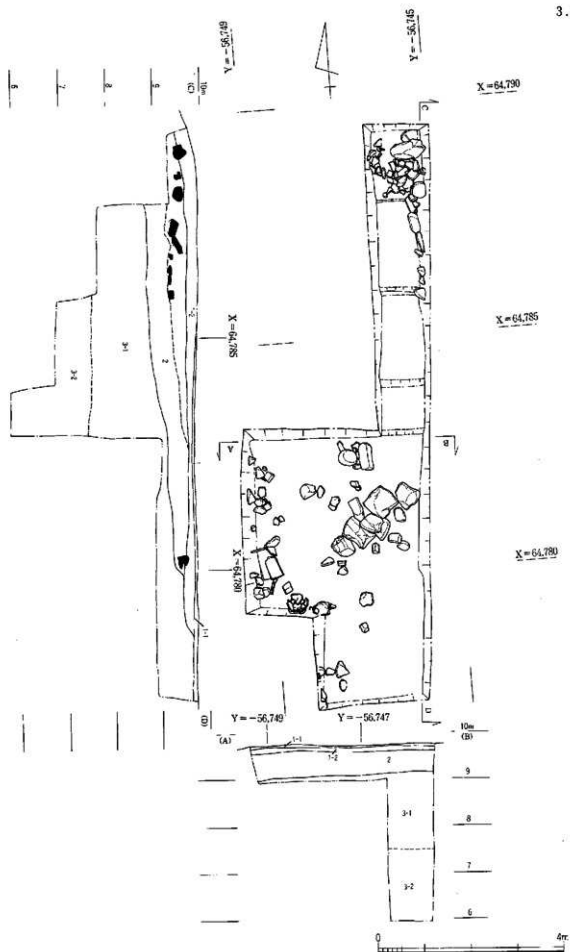 3.
Y=-56,749
Y=-56,745
X=64,790
6
7
8
9
10m
(C)
C
X=64,785
X=64,785
1-2
2
3-1
3-2
A
B
X=64,780
X=64,780
1-1
(D)
D
Y=-56,749
Y=-56,747
(A)
10m
(B)
1-1
1-2
2
9
3-1
8
7
3-2
6
0
4m